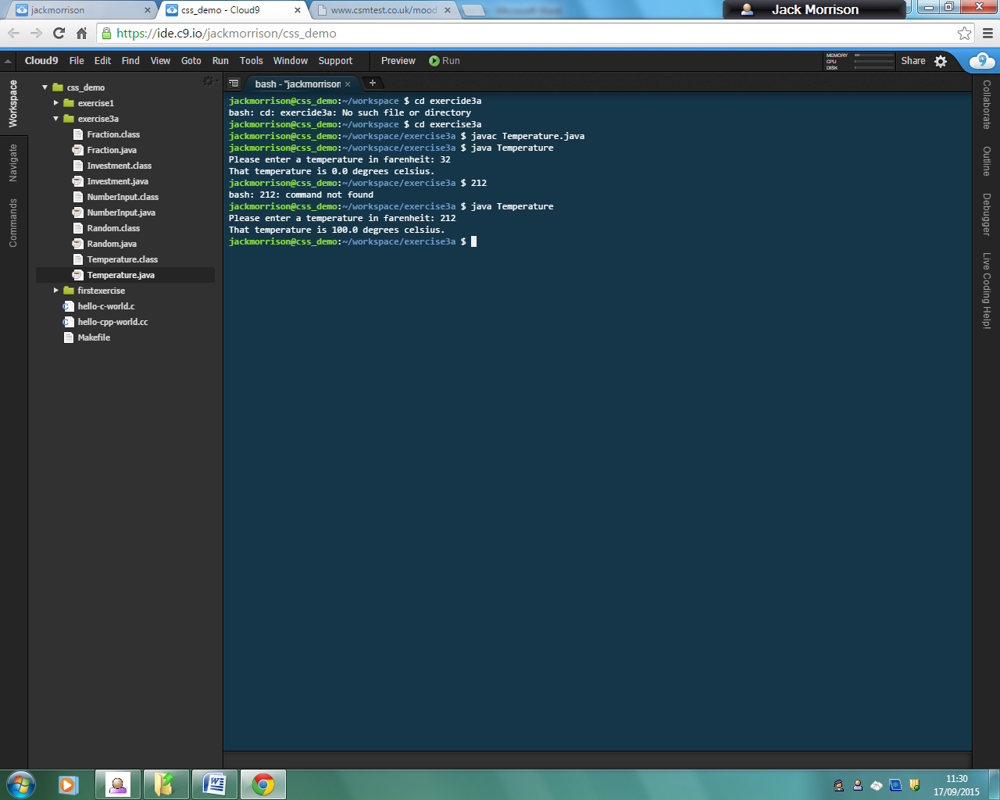 jackmorrison
css_demo - Cloud9
www.csmtest.co.uk/mood
Microsoft Word
Jack Morrison
https://ide.c9.io/jackmorrison/css_demo
Cloud9 File Edit Find View Goto Run Tools Window Support Preview Run
MEMORY
CPU
DISK
Share
9
Workspace
Navigate
Commands
css_demo
exercise1
exercise3a
Fraction.class
Fraction.java
Investment.class
Investment.java
NumberInput.class
NumberInput.java
Random.class
Random.java
Temperature.class
Temperature.java
firstexercise
hello-c-world.c
hello-cpp-world.cc
Makefile
bash - "jackmorrison
jackmorrison@css_demo:~/workspace $ cd exercide3a
bash: cd: exercide3a: No such file or directory
jackmorrison@css_demo:~/workspace $ cd exercise3a
jackmorrison@css_demo:~/workspace/exercise3a $ javac Temperature.java
jackmorrison@css_demo:~/workspace/exercise3a $ java Temperature
Please enter a temperature in farenheit: 32
That temperature is 0.0 degrees celsius.
jackmorrison@css_demo:~/workspace/exercise3a $ 212
bash: 212: command not found
jackmorrison@css_demo:~/workspace/exercise3a $ java Temperature
Please enter a temperature in farenheit: 212
That temperature is 100.0 degrees celsius.
jackmorrison@css_demo:~/workspace/exercise3a $
Collaborate
Outline
Debugger
Live Coding Help!
11:30
17/09/2015